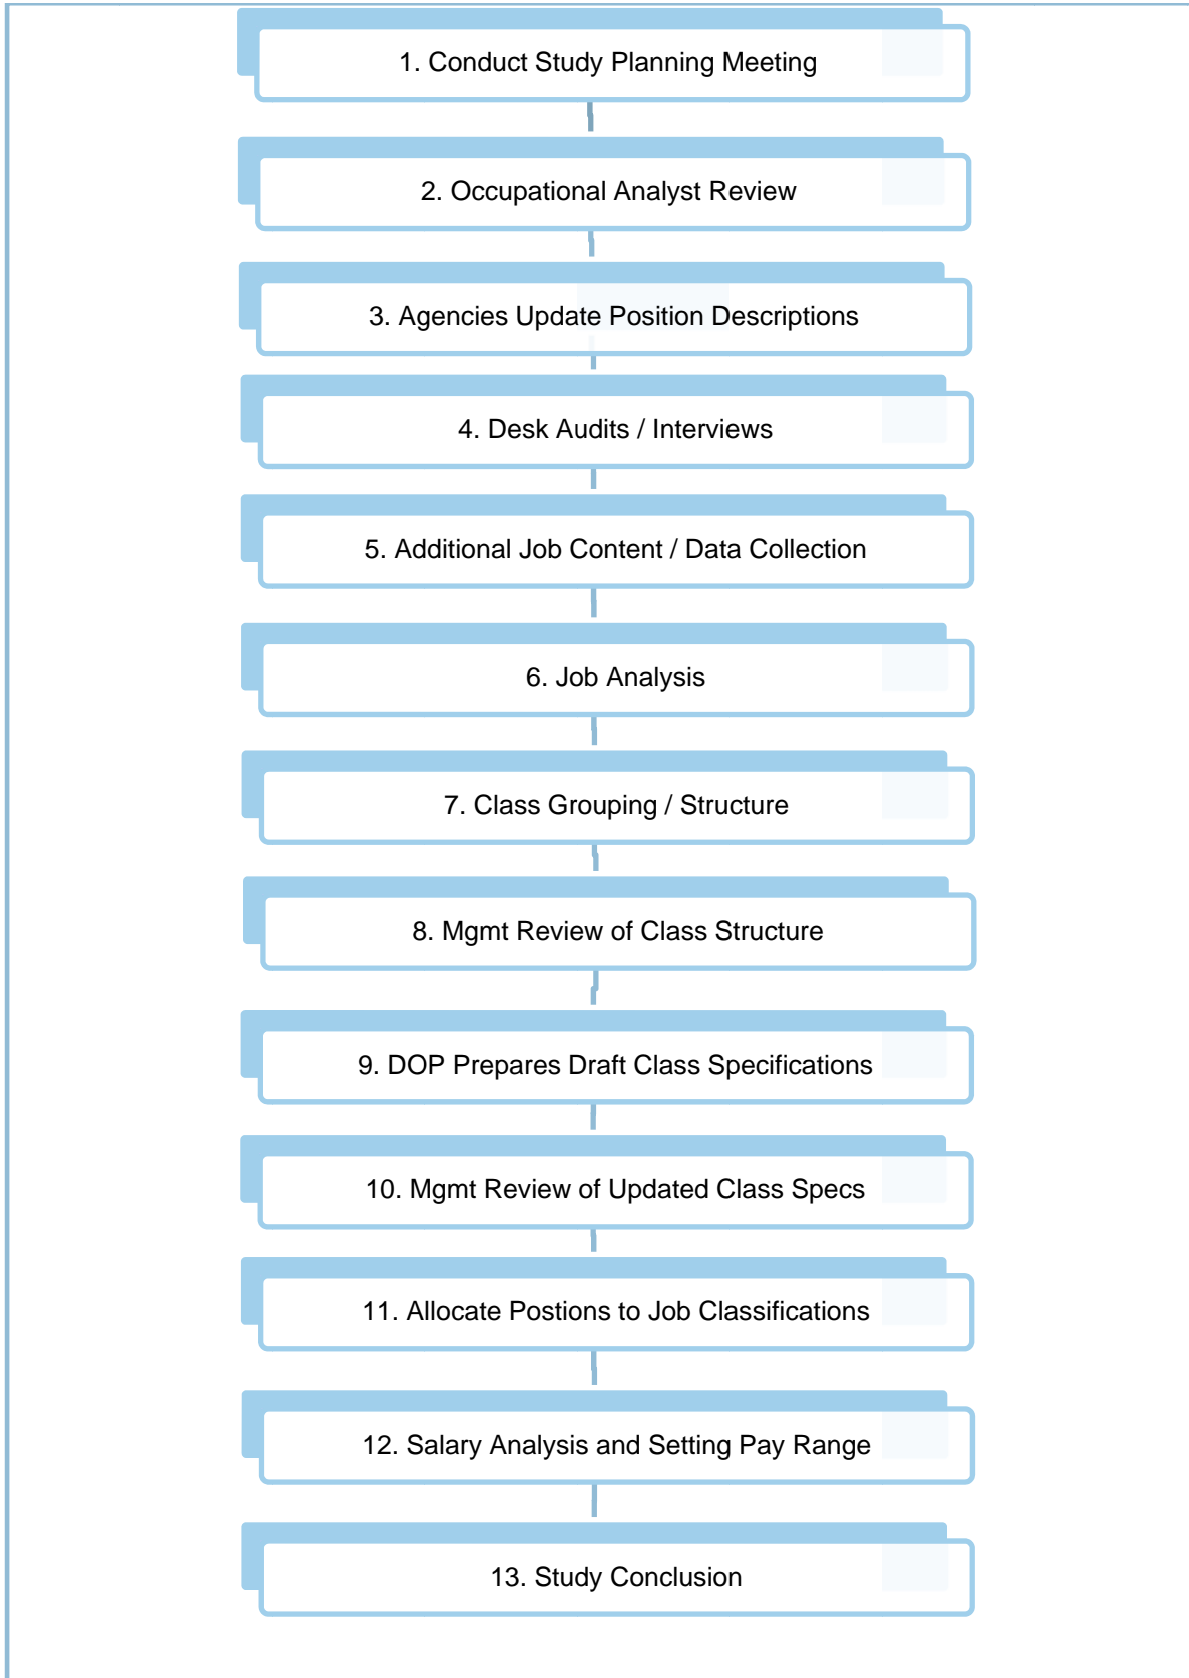 1. Conduct Study Planning Meeting
2. Occupational Analyst Review
3. Agencies Update Position Descriptions
4. Desk Audits / Interviews
5. Additional Job Content / Data Collection
6. Job Analysis
7. Class Grouping / Structure
8. Mgmt Review of Class Structure
9. DOP Prepares Draft Class Specifications
10. Mgmt Review of Updated Class Specs
11. Allocate Postions to Job Classifications
12. Salary Analysis and Setting Pay Range
13. Study Conclusion